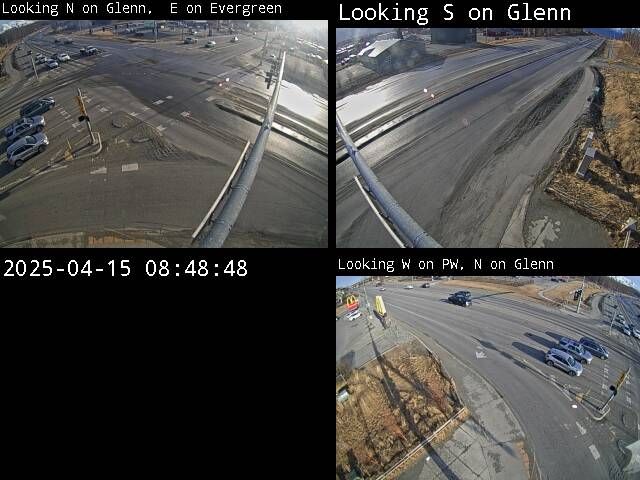 Looking N on Glenn,  E on Evergreen
Looking S on Glenn
2025-04-15 08:48:48
Looking W on PW, N on Glenn